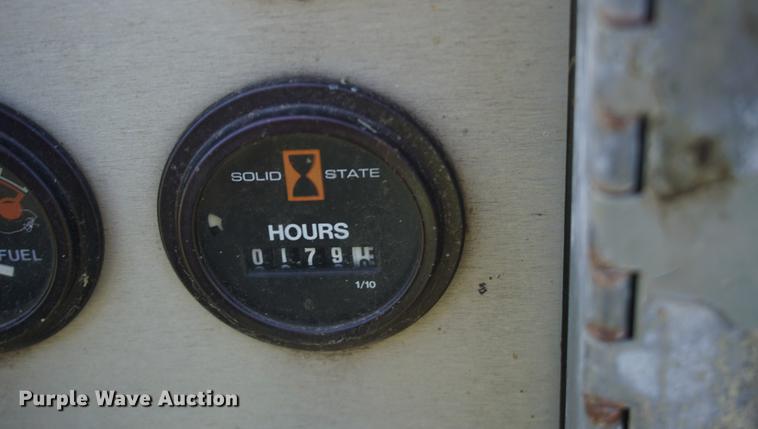 SOLID STATE
HOURS
0179
1/10
FUEL
Purple Wave Auction